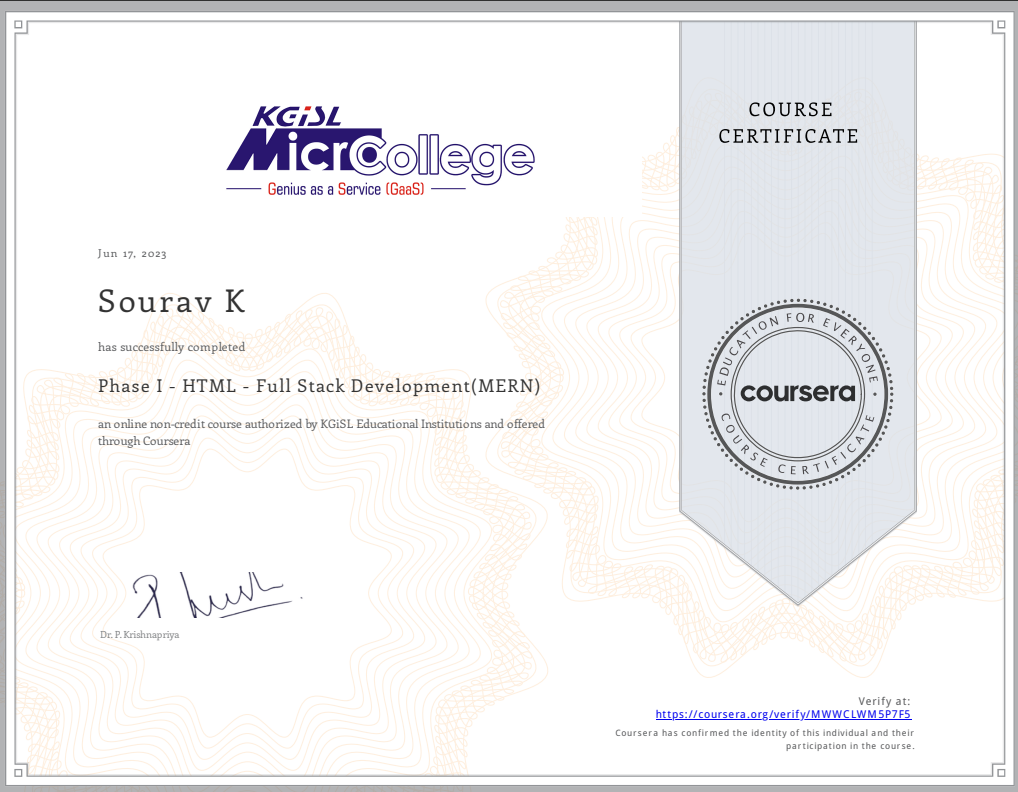 KGiSL
MicroCollege
Genius as a Service (GaaS)
COURSE
CERTIFICATE
Jun 17, 2023
Sourav K
has successfully completed
Phase I - HTML - Full Stack Development(MERN)
an online non-credit course authorized by KGiSL Educational Institutions and offered
through Coursera
EDUCATION FOR EVERYONE
coursera
COURSE CERTIFICATE
Dr. P. Krishnapriya
Verify at:
https://coursera.org/verify/MWWCLWM5P7F5
Coursera has confirmed the identity of this individual and their
participation in the course.